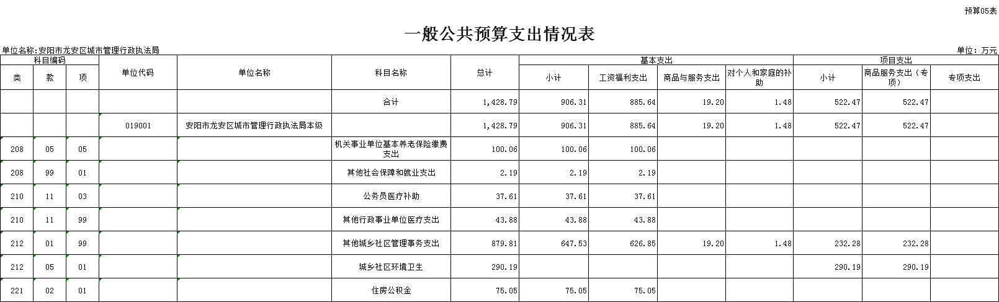 预算05表
一般公共预算支出情况表
单位名称:安阳市龙安区城市管理行政执法局 单位：万元
科目编码 单位代码 单位名称 科目名称 总计 基本支出 项目支出
类 款 项 小计 工资福利支出 商品与服务支出 对个人和家庭的补助 小计 商品服务支出（专项） 专项支出
合计 1,428.79 906.31 885.64 19.20 1.48 522.47 522.47
019001 安阳市龙安区城市管理行政执法局本级 1,428.79 906.31 885.64 19.20 1.48 522.47 522.47
208 05 05 机关事业单位基本养老保险缴费支出 100.06 100.06 100.06
208 99 01 其他社会保障和就业支出 2.19 2.19 2.19
210 11 03 公务员医疗补助 37.61 37.61 37.61
210 11 99 其他行政事业单位医疗支出 43.88 43.88 43.88
212 01 99 其他城乡社区管理事务支出 879.81 647.53 626.85 19.20 1.48 232.28 232.28
212 05 01 城乡社区环境卫生 290.19 290.19 290.19
221 02 01 住房公积金 75.05 75.05 75.05